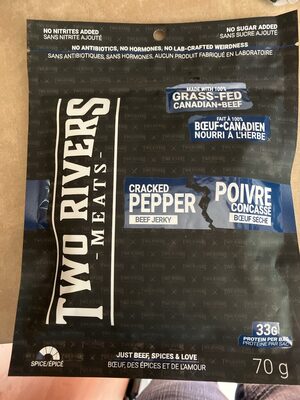 NO NITRITES ADDED
SANS NITRITE AJOUTÉ
NO SUGAR ADDED
SANS SUCRE AJOUTÉ
NO ANTIBIOTICS, NO HORMONES, NO LAB-CRAFTED WEIRDNESS
SANS ANTIBIOTIQUES, SANS HORMONES, AUCUN PRODUIT FABRIQUÉ EN LABORATOIRE
MADE WITH 100%
GRASS-FED
CANADIAN BEEF
FAIT À 100%
BŒUF CANADIEN
NOURRI À L'HERBE
TWO RIVERS
- MEATS -
CRACKED
PEPPER
BEEF JERKY
POIVRE
CONCASSÉ
BŒUF SÉCHÉ
33G
PROTEIN PER BAG
PROTÉINE PAR SAC
SPICE/ÉPICÉ
JUST BEEF, SPICES & LOVE
BŒUF, DES ÉPICES ET DE L'AMOUR
70 g